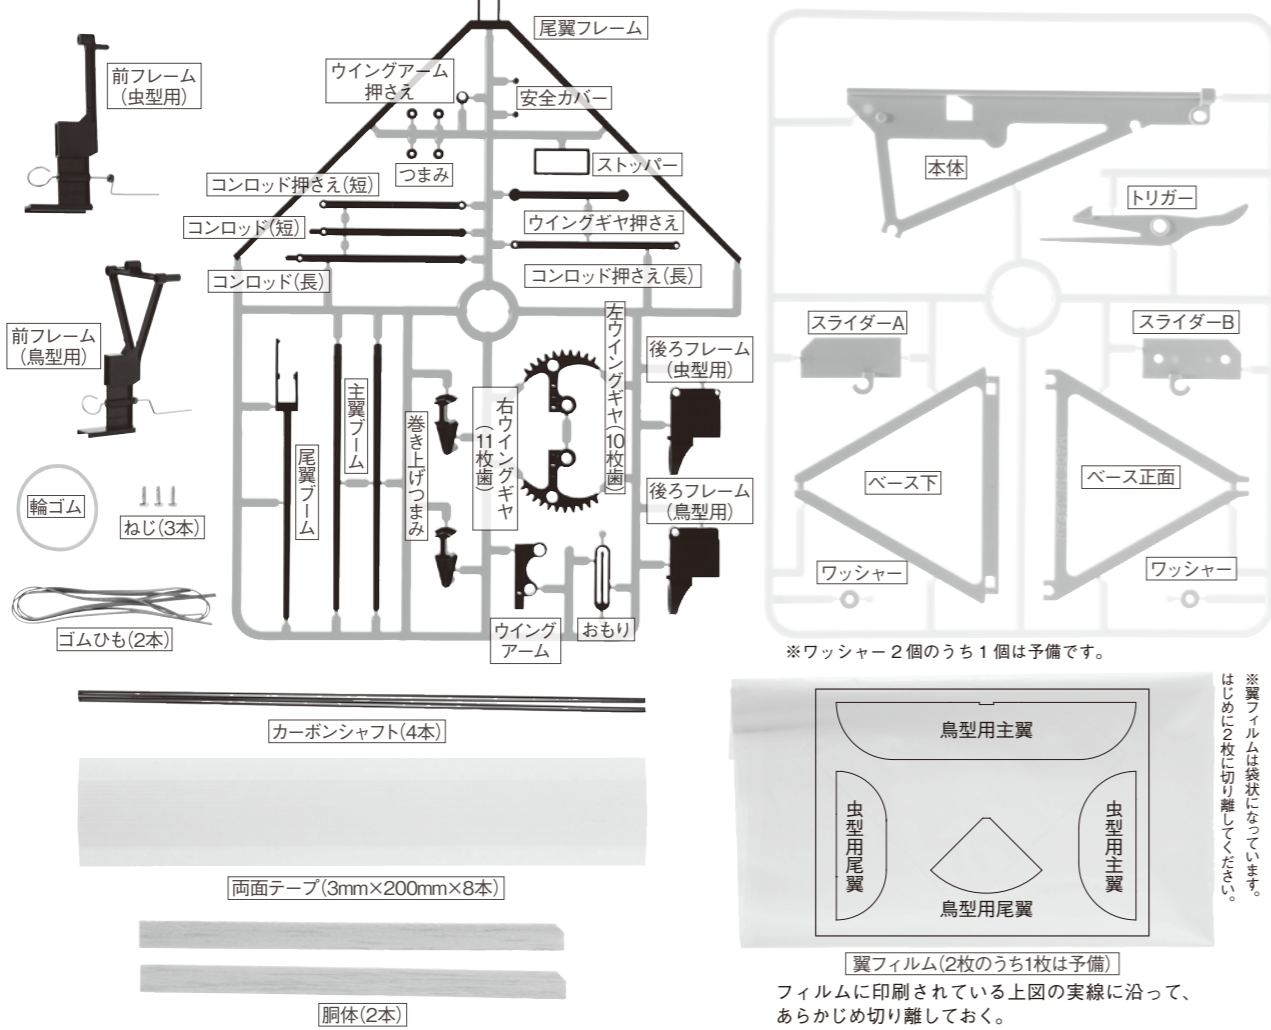 尾翼フレーム
前フレーム
(虫型用)
ウイングアーム
押さえ
安全カバー
つまみ
ストッパー
コンロッド押さえ(短)
コンロッド(短)
コンロッド(長)
ウイングギヤ押さえ
コンロッド押さえ(長)
前フレーム
(鳥型用)
輪ゴム
ねじ(3本)
ゴムひも(2本)
尾翼ブーム
主翼ブーム
巻き上げつまみ
右ウイングギヤ
(11枚歯)
左ウイングギヤ(10枚歯)
後ろフレーム
(虫型用)
後ろフレーム
(鳥型用)
ウイング
アーム
おもり
本体
トリガー
スライダーA
スライダーB
ベース下
ベース正面
ワッシャー
ワッシャー
※ワッシャー2個のうち1個は予備です。
カーボンシャフト(4本)
両面テープ(3mm×200mm×8本)
胴体(2本)
鳥型用主翼
虫型用尾翼
虫型用主翼
鳥型用尾翼
※翼フィルムは袋状になっています。
はじめに2枚に切り離してください。
翼フィルム(2枚のうち1枚は予備)
フィルムに印刷されている上図の実線に沿って、
あらかじめ切り離しておく。